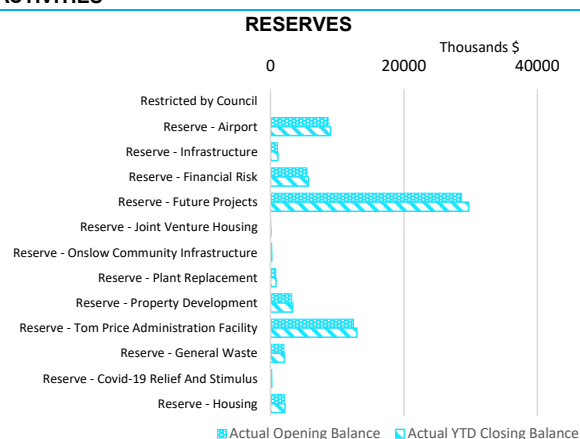 ACTIVITIES
RESERVES
Thousands $
0 20000 40000
Restricted by Council
Reserve - Airport
Reserve - Infrastructure
Reserve - Financial Risk
Reserve - Future Projects
Reserve - Joint Venture Housing
Reserve - Onslow Community Infrastructure
Reserve - Plant Replacement
Reserve - Property Development
Reserve - Tom Price Administration Facility
Reserve - General Waste
Reserve - Covid-19 Relief And Stimulus
Reserve - Housing
Actual Opening Balance Actual YTD Closing Balance